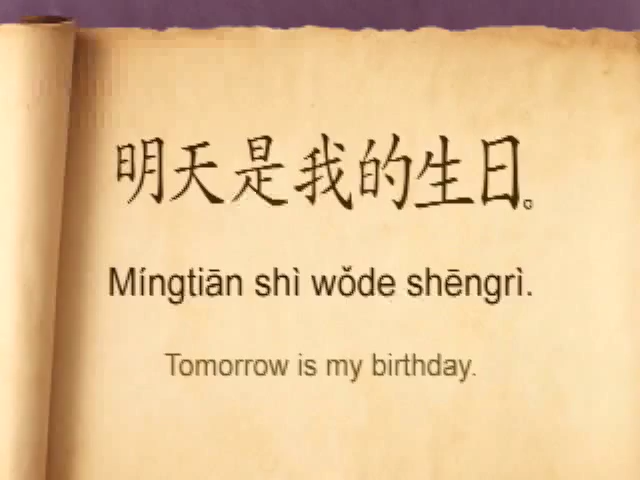 明天是我的生日。
Míngtiān shì wǒde shēngrì.
Tomorrow is my birthday.